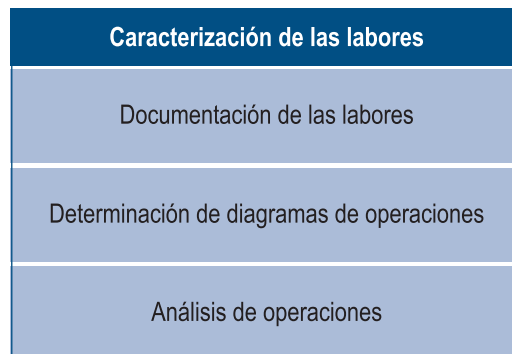 Caracterización de las labores
Documentación de las labores
Determinación de diagramas de operaciones
Análisis de operaciones